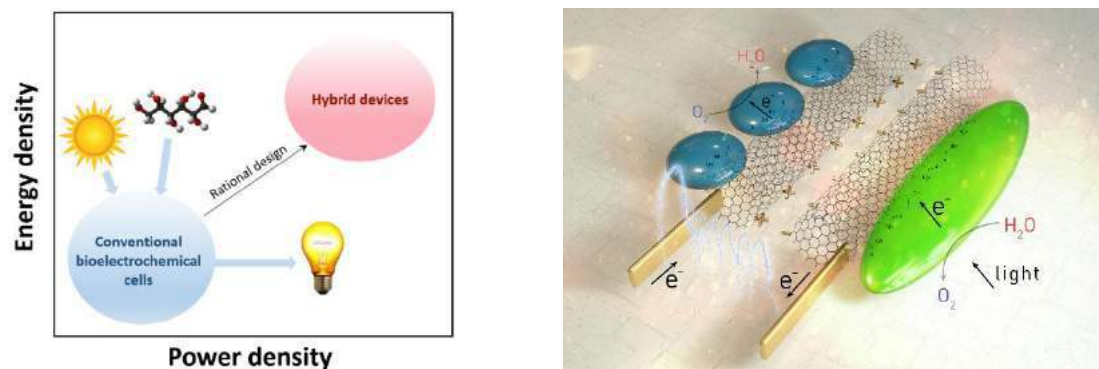 Energy density
Hybrid devices
Rational design
Conventional
bioelectrochemical
cells
Power density
H₂O
O₂
e⁻
e⁻
e⁻
e⁻
H₂O
O₂
light